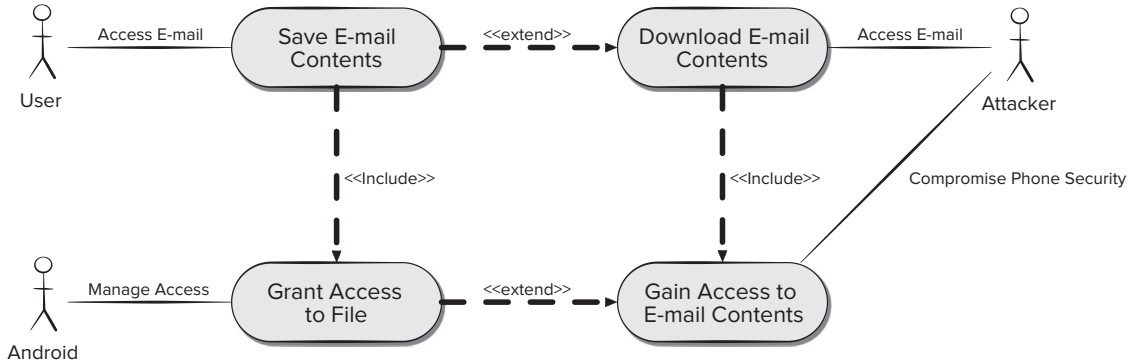 Access E-mail
Save E-mail
Contents
<<extend>>
Download E-mail
Contents
Access E-mail
User
Attacker
<<Include>>
<<Include>>
Compromise Phone Security
Manage Access
Grant Access
to File
<<extend>>
Gain Access to
E-mail Contents
Android